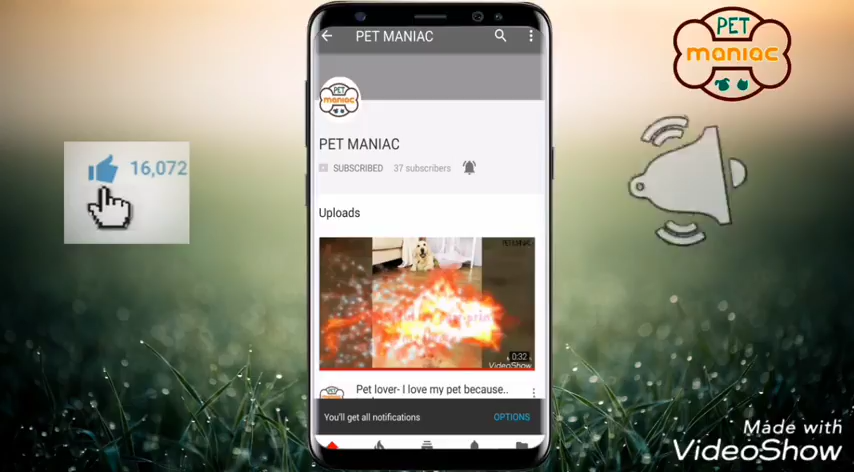 PET MANIAC
PET
maniac
PET
maniac
16,072
PET MANIAC
SUBSCRIBED 37 subscribers
Uploads
PET MANIAC
0:32
VideoShow
Pet lover- I love my pet because..
You'll get all notifications OPTIONS
Made with
VideoShow